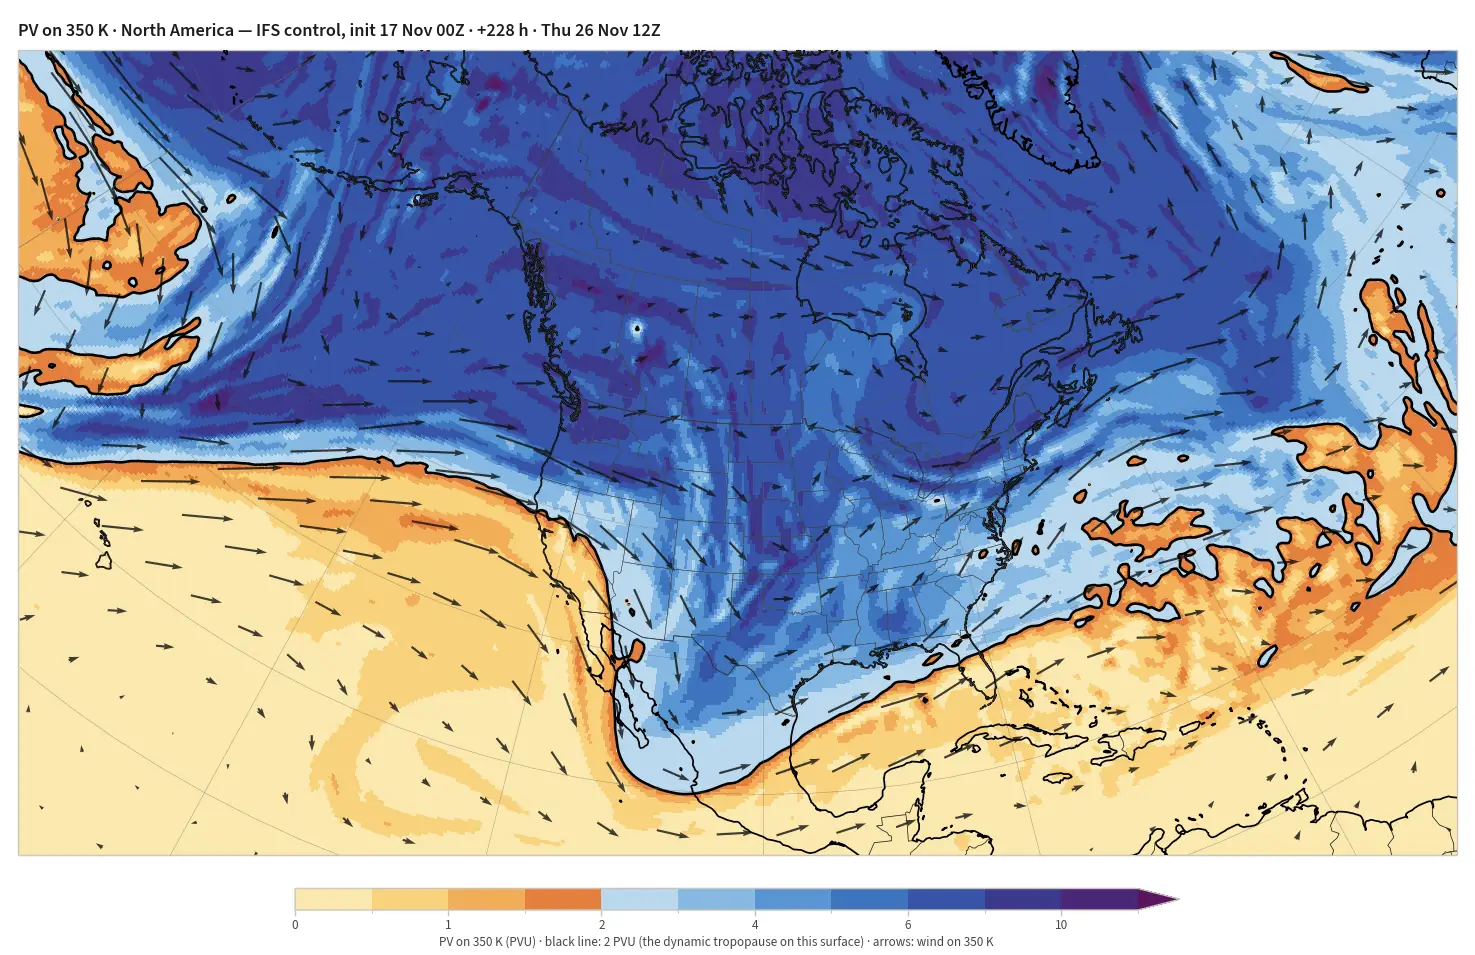 PV on 350 K · North America — IFS control, init 17 Nov 00Z · +228 h · Thu 26 Nov 12Z
0 1 2 4 6 10
PV on 350 K (PVU) · black line: 2 PVU (the dynamic tropopause on this surface) · arrows: wind on 350 K